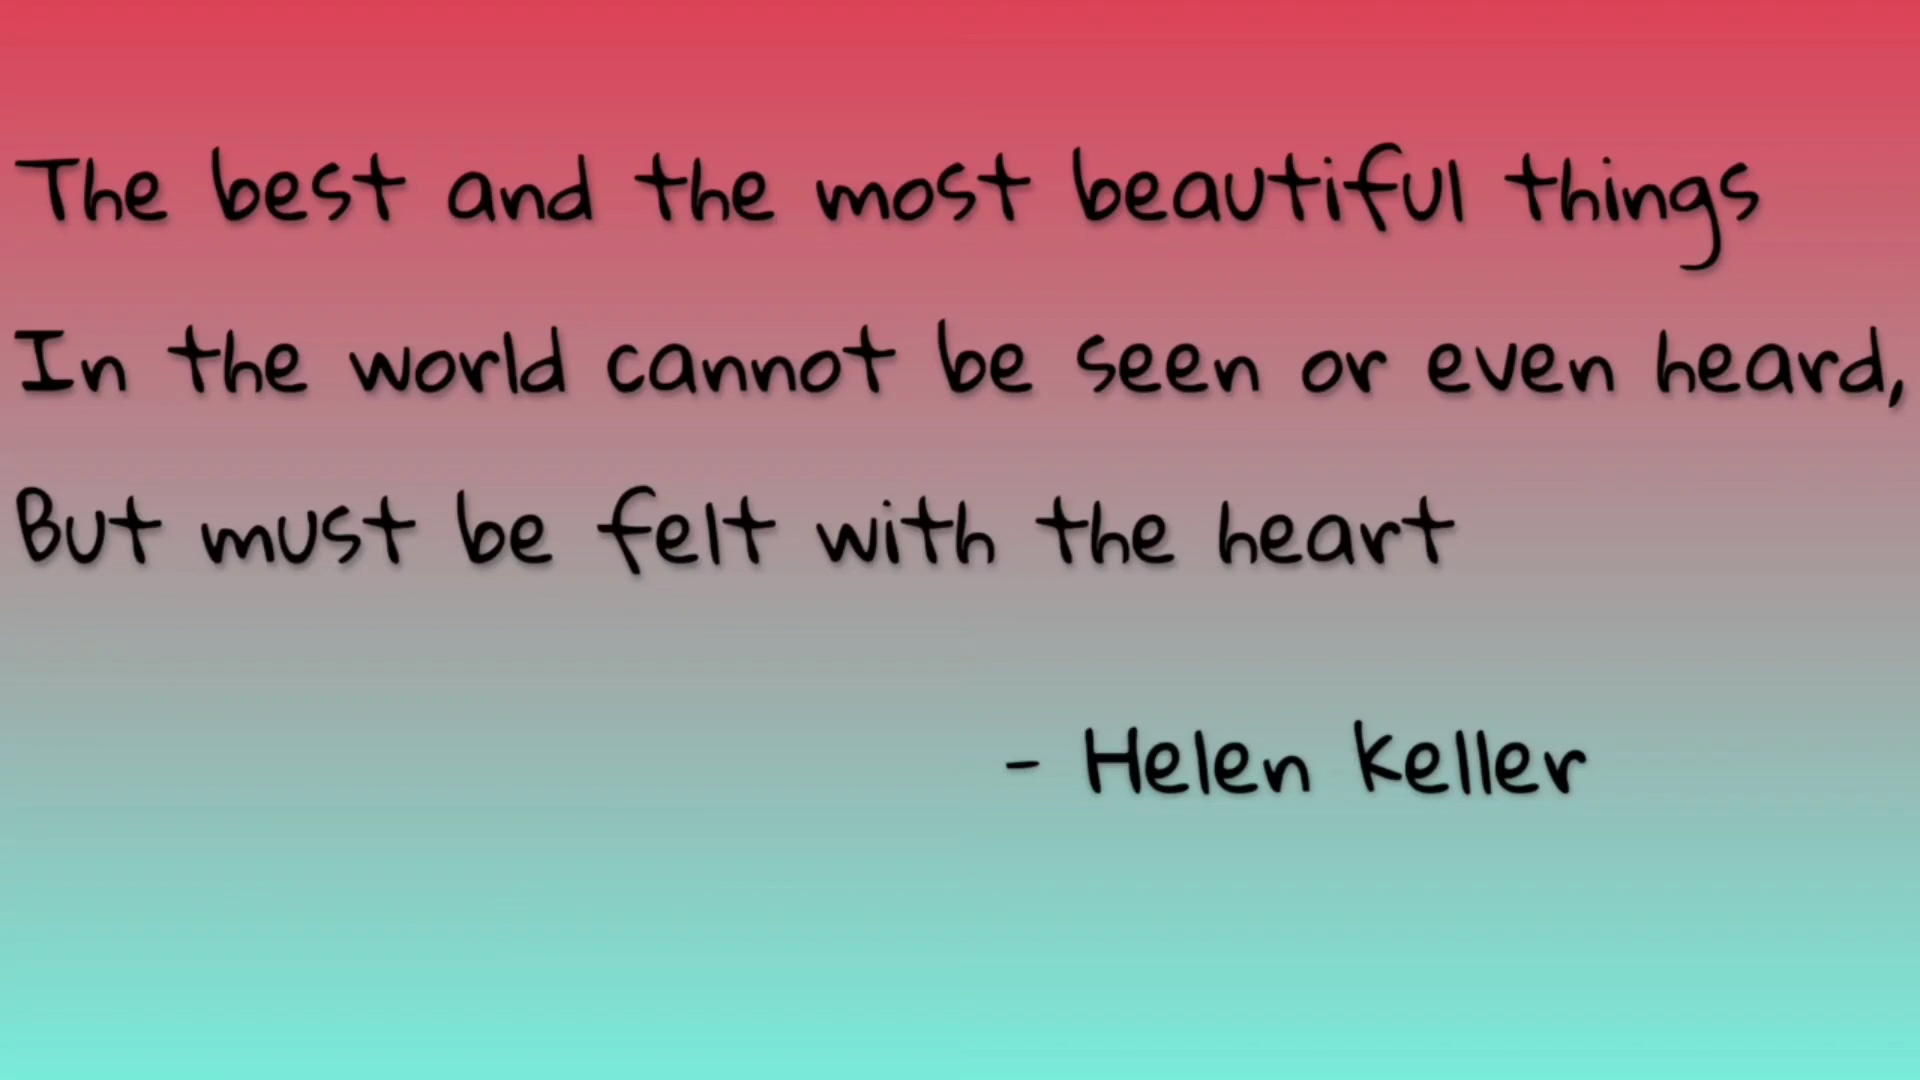 The best and the most beautiful things
In the world cannot be seen or even heard,
But must be felt with the heart
- Helen Keller